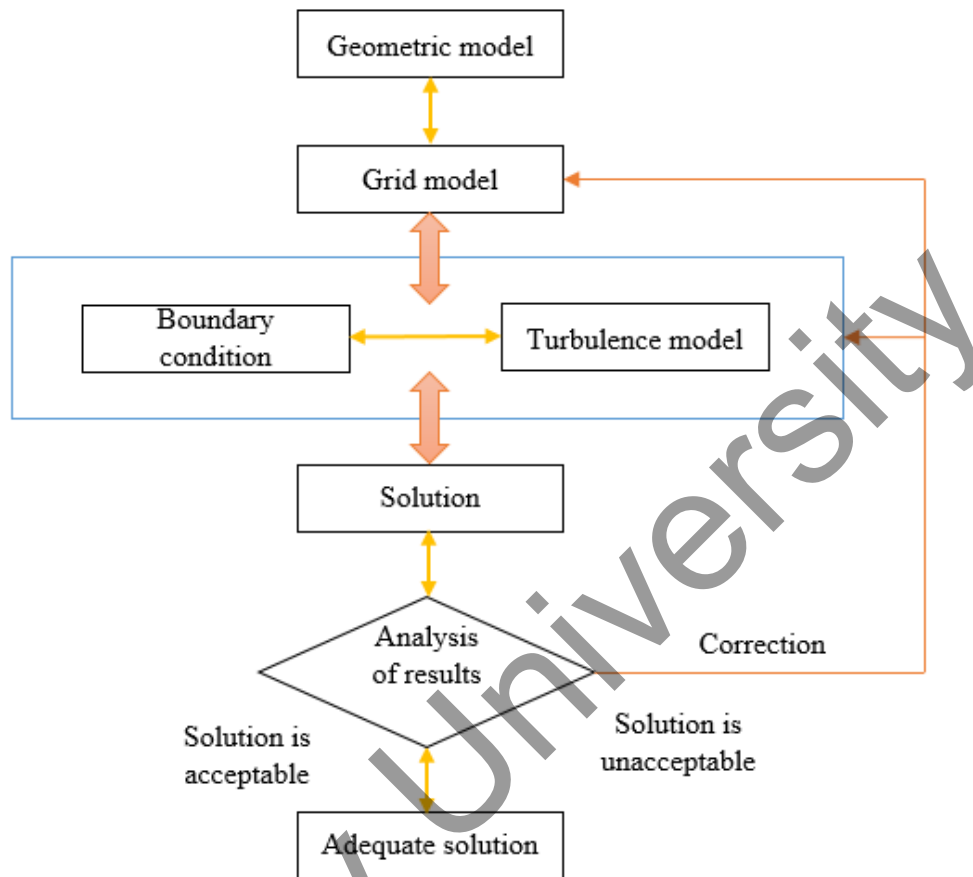 Geometric model
Grid model
Boundary
condition
Turbulence model
Solution
Analysis
of results
Correction
Solution is
acceptable
Solution is
unacceptable
Adequate solution
University